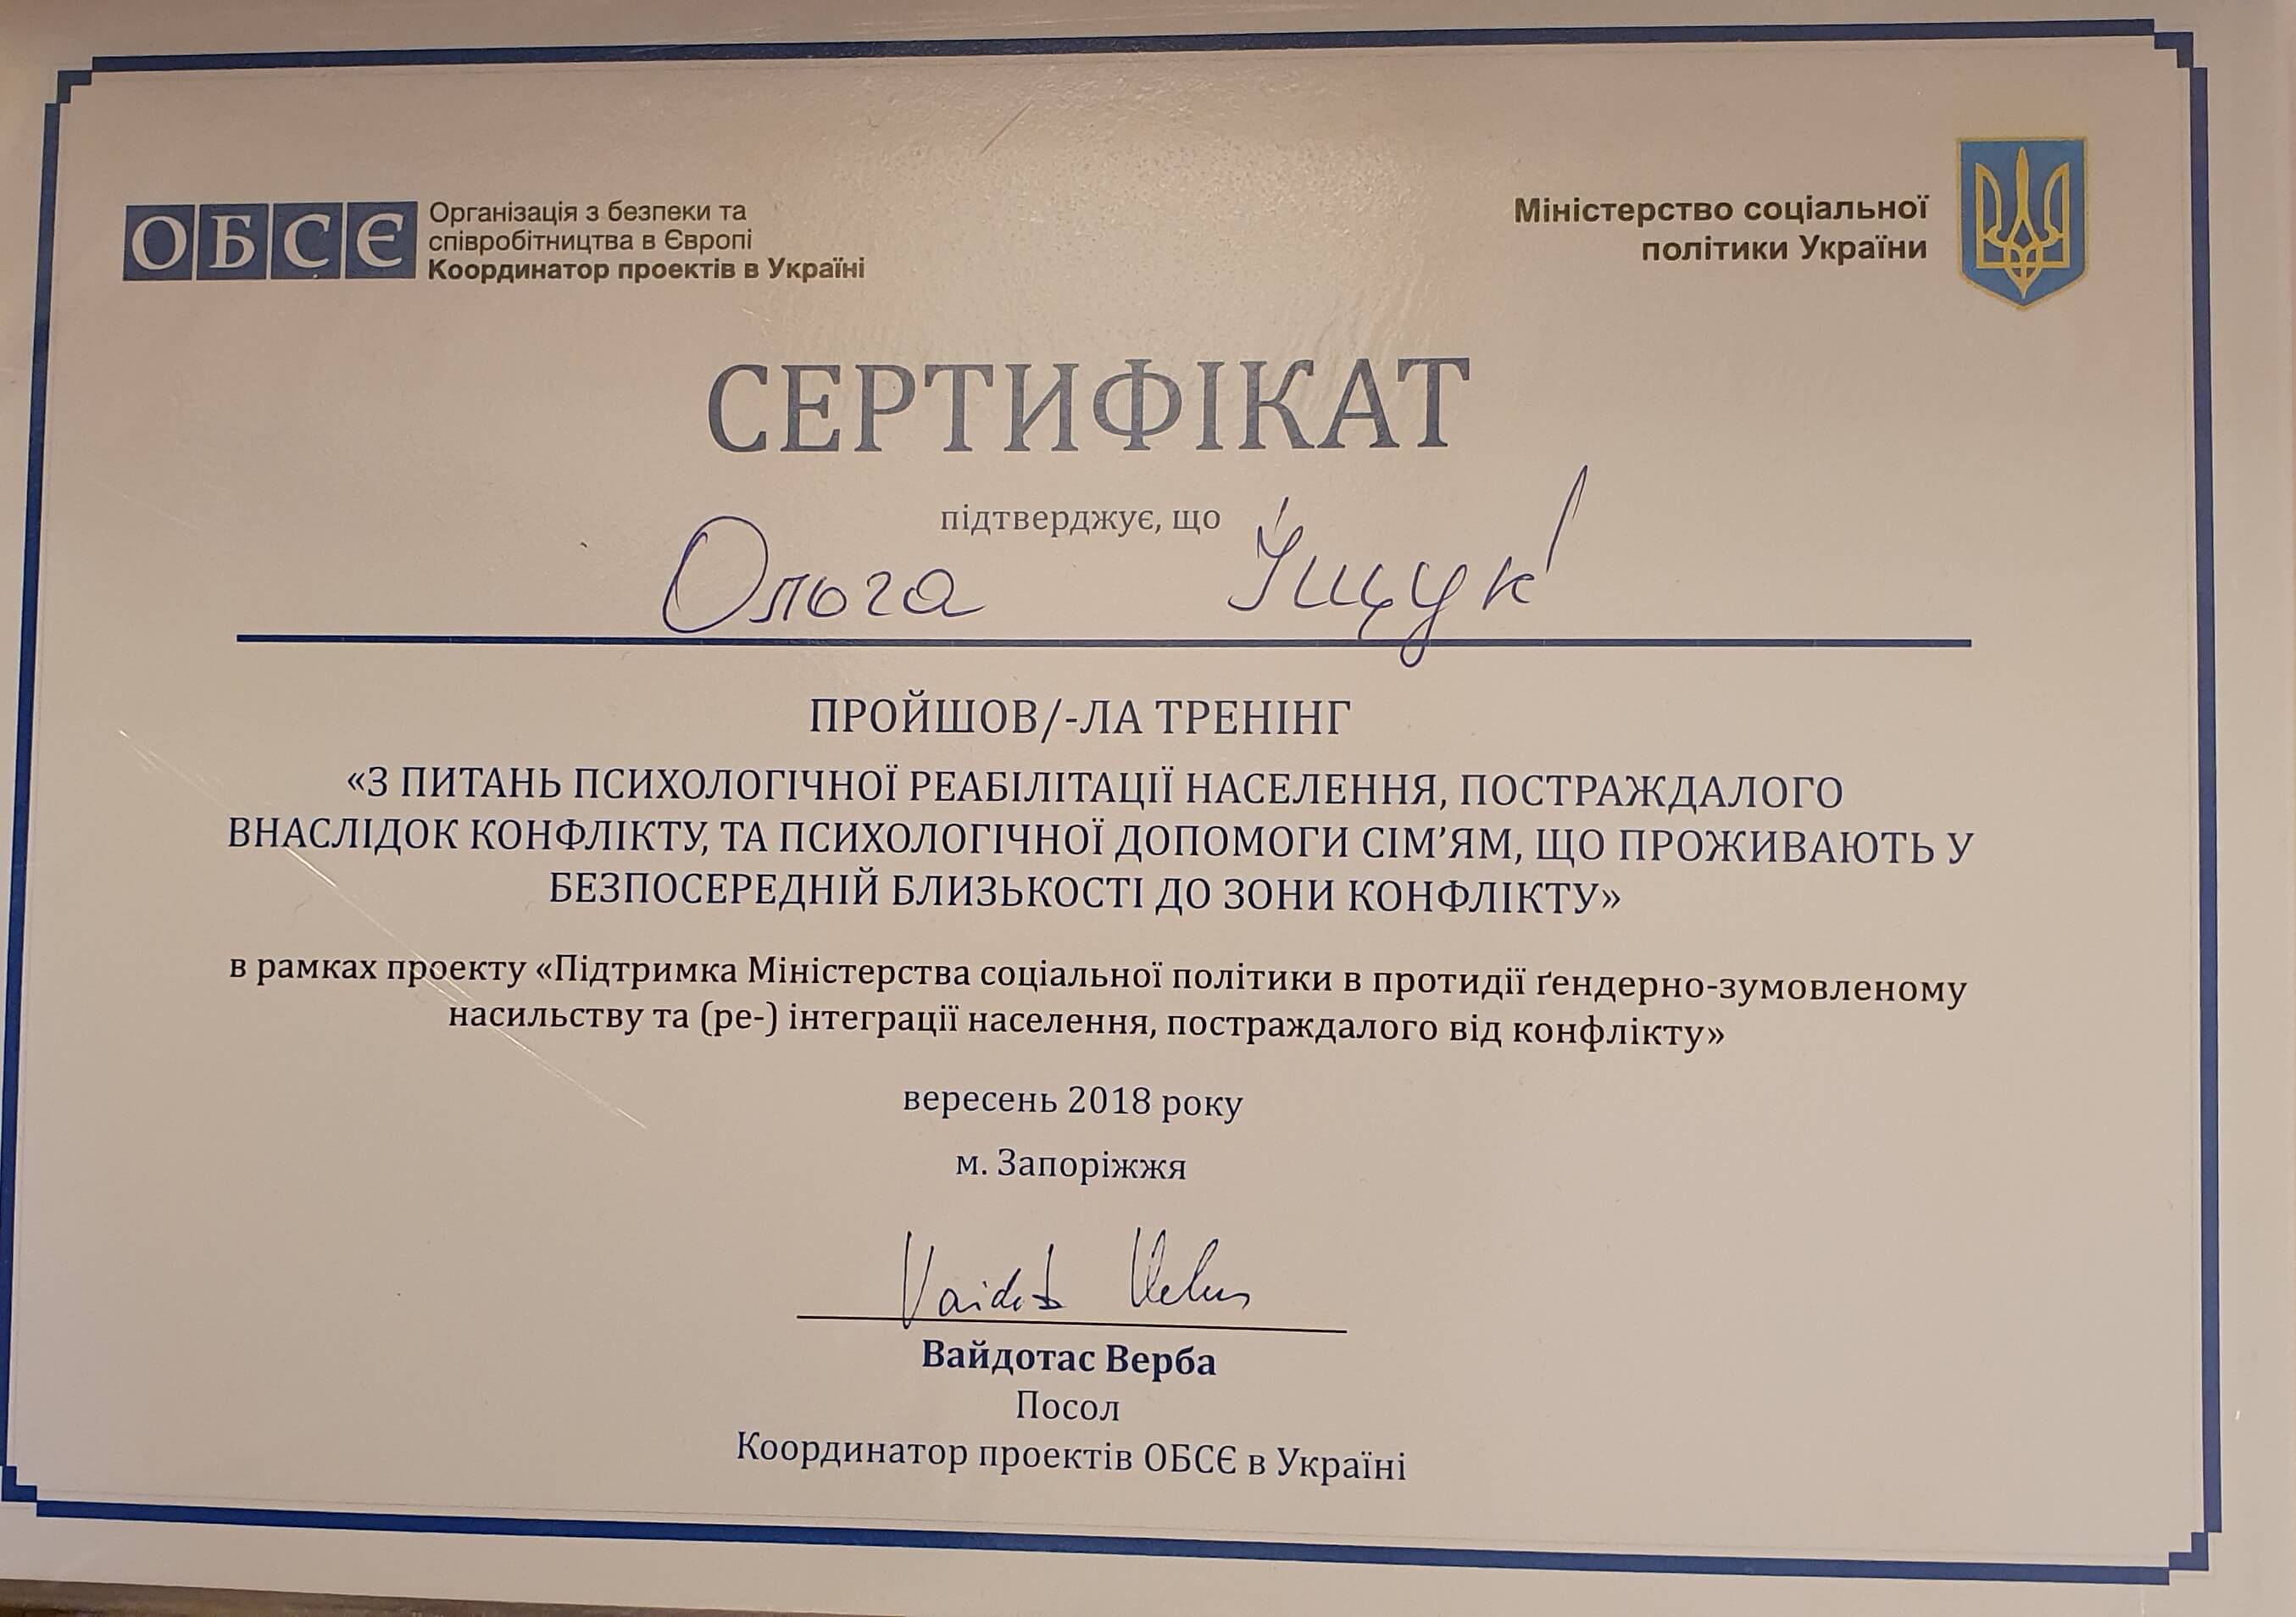 ОБСЄ
Організація з безпеки та
співробітництва в Європі
Координатор проектів в Україні
Міністерство соціальної
політики України
СЕРТИФІКАТ
підтверджує, що
Ольга Іщук
ПРОЙШОВ/-ЛА ТРЕНІНГ
«З ПИТАНЬ ПСИХОЛОГІЧНОЇ РЕАБІЛІТАЦІЇ НАСЕЛЕННЯ, ПОСТРАЖДАЛОГО
ВНАСЛІДОК КОНФЛІКТУ, ТА ПСИХОЛОГІЧНОЇ ДОПОМОГИ СІМ’ЯМ, ЩО ПРОЖИВАЮТЬ У
БЕЗПОСЕРЕДНІЙ БЛИЗЬКОСТІ ДО ЗОНИ КОНФЛІКТУ»
в рамках проекту «Підтримка Міністерства соціальної політики в протидії ґендерно-зумовленому
насильству та (ре-) інтеграції населення, постраждалого від конфлікту»
вересень 2018 року
м. Запоріжжя
Вайдотас Верба
Посол
Координатор проектів ОБСЄ в Україні